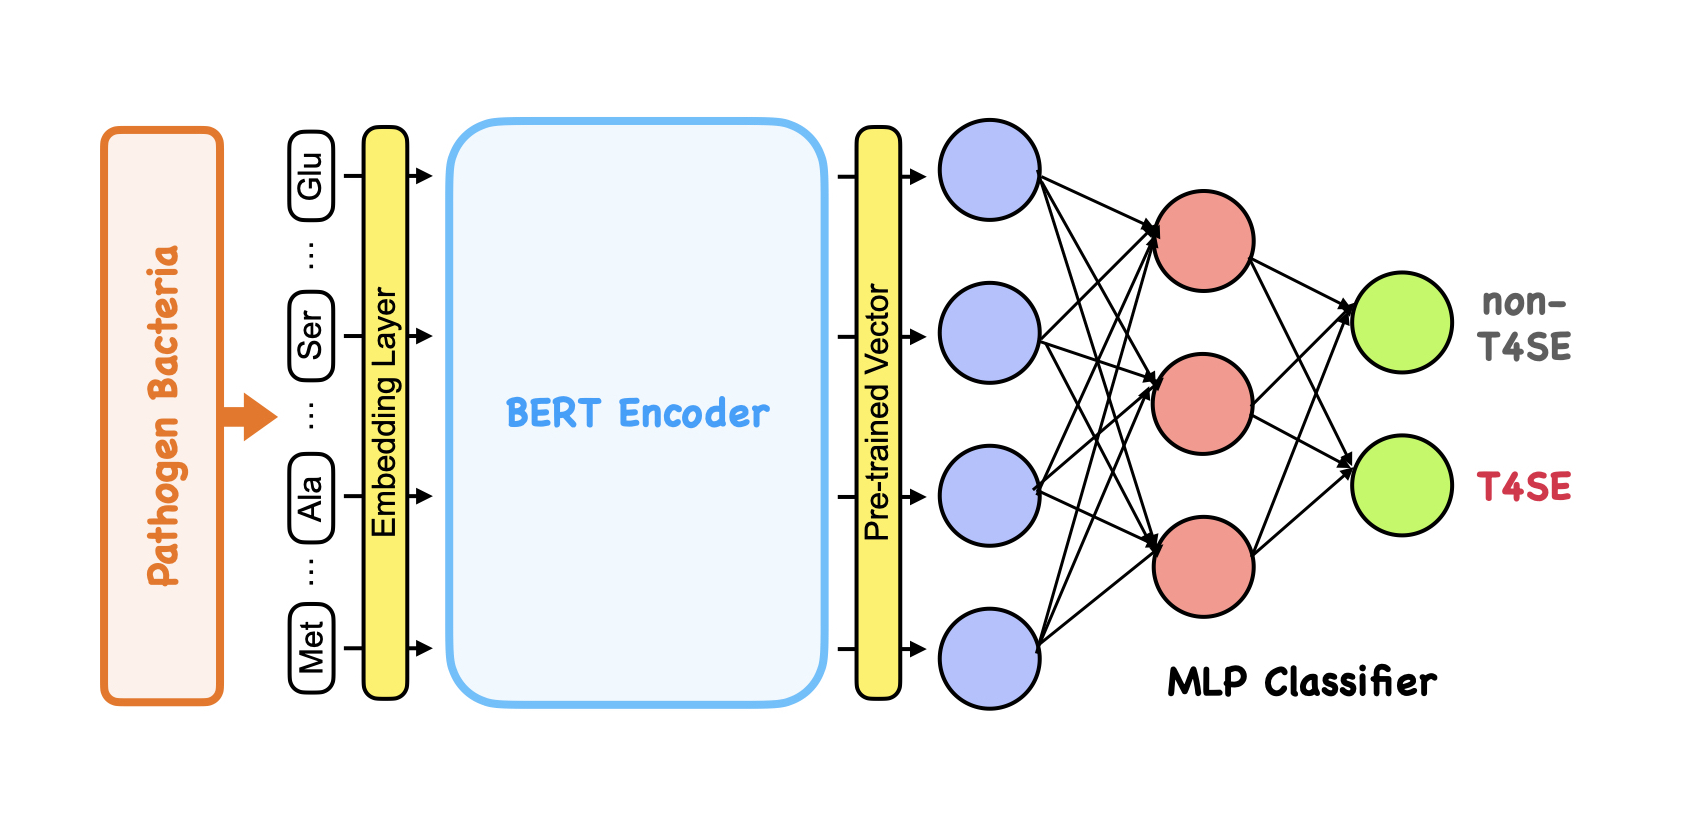 Pathogen Bacteria
Glu
...
Ser
...
Ala
...
Met
Embedding Layer
BERT Encoder
Pre-trained Vector
non-
T4SE
T4SE
MLP Classifier